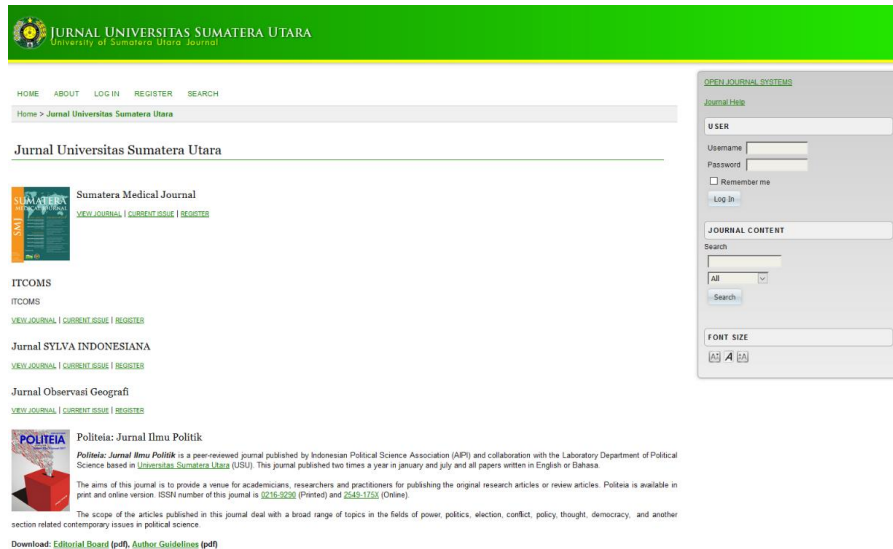 JURNAL UNIVERSITAS SUMATERA UTARA
University of Sumatera Utara Journal
HOME ABOUT LOG IN REGISTER SEARCH
Home > Jurnal Universitas Sumatera Utara
Jurnal Universitas Sumatera Utara
SUMATERA
MEDICAL JOURNAL
SMJ
Sumatera Medical Journal
VIEW JOURNAL | CURRENT ISSUE | REGISTER
ITCOMS
ITCOMS
VIEW JOURNAL | CURRENT ISSUE | REGISTER
Jurnal SYLVA INDONESIANA
VIEW JOURNAL | CURRENT ISSUE | REGISTER
Jurnal Observasi Geografi
VIEW JOURNAL | CURRENT ISSUE | REGISTER
POLITEIA
Politeia: Jurnal Ilmu Politik
Politeia: Jurnal Ilmu Politik is a peer-reviewed journal published by Indonesian Political Science Association (AIPI) and collaboration with the Laboratory Department of Political
Science based in Universitas Sumatera Utara (USU). This journal published two times a year in january and july and all papers written in English or Bahasa.
The aims of this journal is to provide a venue for academicians, researchers and practitioners for publishing the original research articles or review articles. Politeia is available in
print and online version. ISSN number of this journal is 0216-9290 (Printed) and 2549-175X (Online).
The scope of the articles published in this journal deal with a broad range of topics in the fields of power, politics, election, conflict, policy, thought, democracy, and another
section related contemporary issues in political science.
Download: Editorial Board (pdf), Author Guidelines (pdf)
OPEN JOURNAL SYSTEMS
Journal Help
USER
Username
Password
Remember me
Log In
JOURNAL CONTENT
Search
All
Search
FONT SIZE
A A A